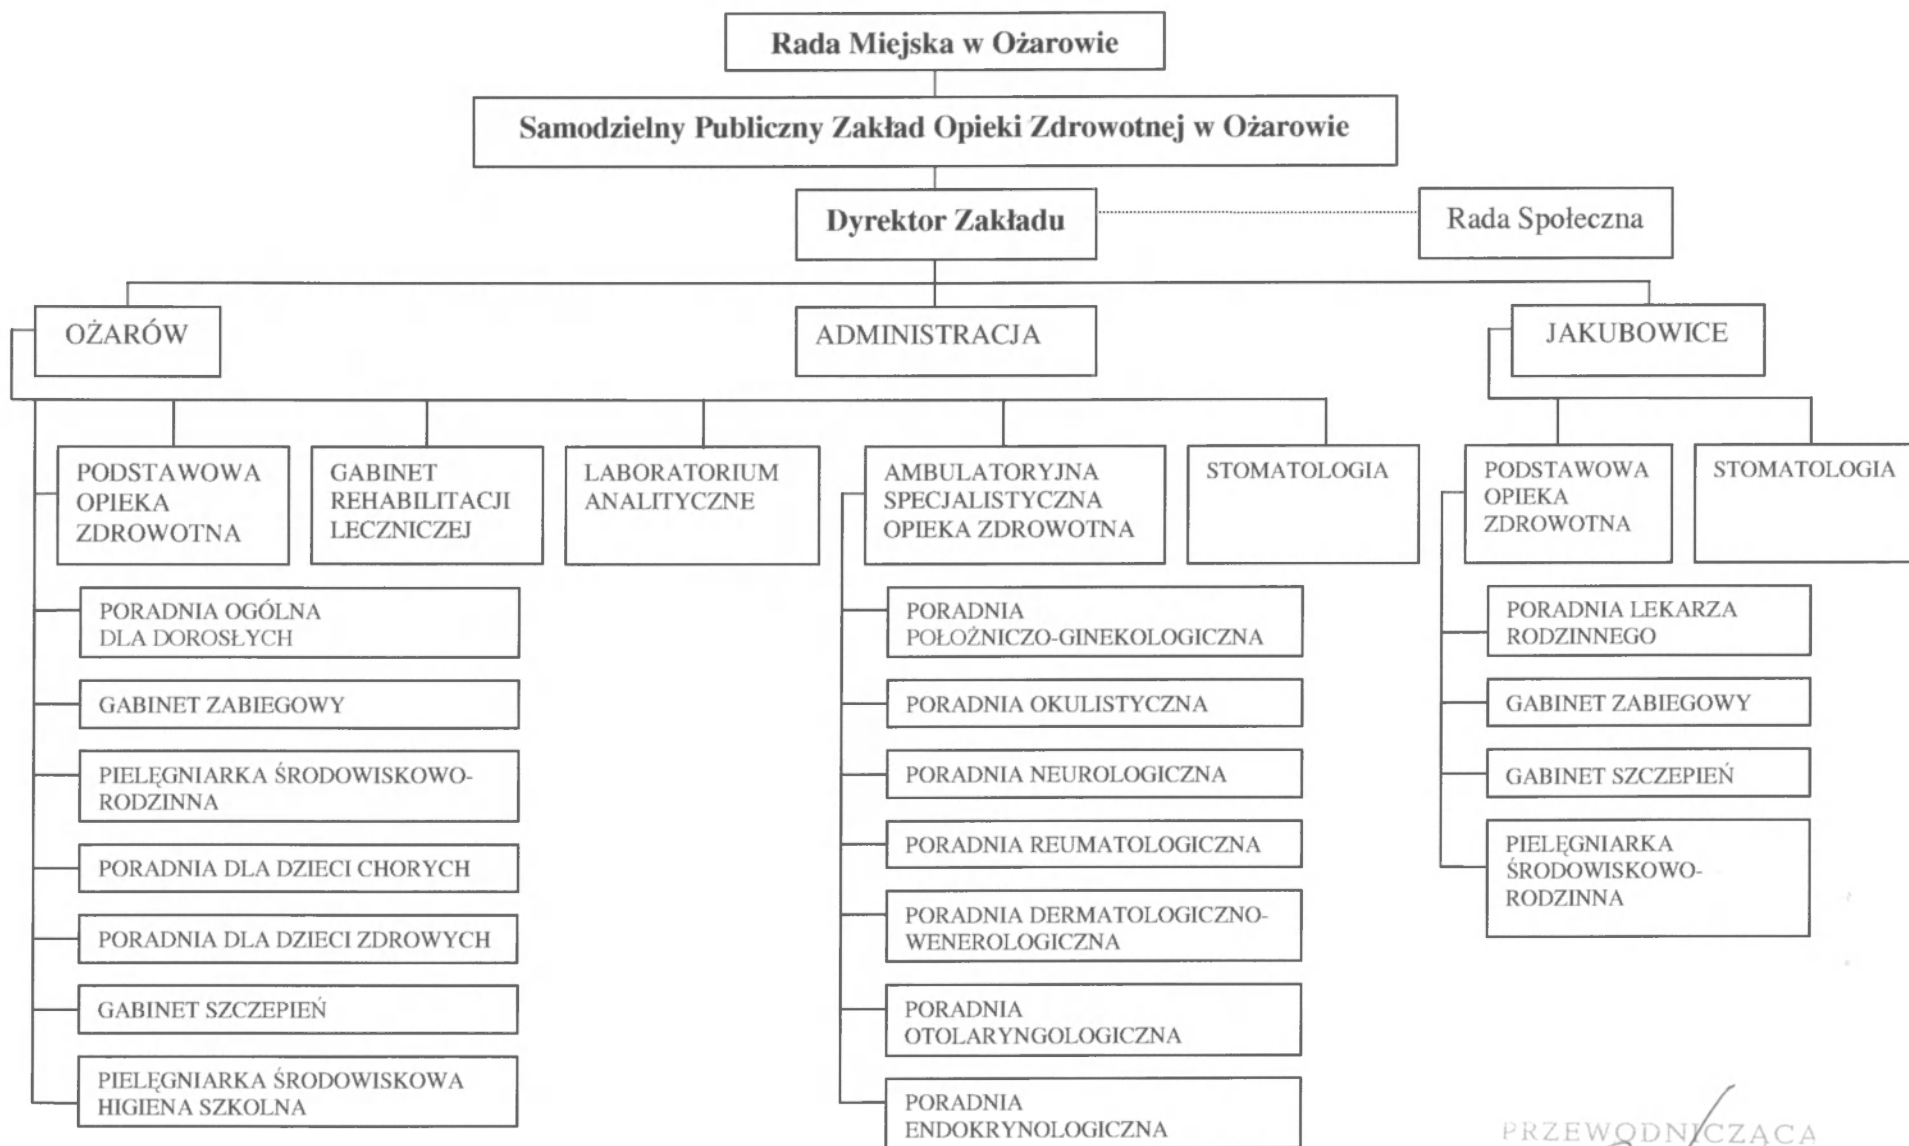 Rada Miejska w Ożarowie
Samodzielny Publiczny Zakład Opieki Zdrowotnej w Ożarowie
Dyrektor Zakładu
Rada Społeczna
OŻARÓW
ADMINISTRACJA
JAKUBOWICE
PODSTAWOWA
OPIEKA
ZDROWOTNA
GABINET
REHABILITACJI
LECZNICZEJ
LABORATORIUM
ANALITYCZNE
AMBULATORYJNA
SPECJALISTYCZNA
OPIEKA ZDROWOTNA
STOMATOLOGIA
PODSTAWOWA
OPIEKA
ZDROWOTNA
STOMATOLOGIA
PORADNIA OGÓLNA
DLA DOROSŁYCH
GABINET ZABIEGOWY
PIELĘGNIARKA ŚRODOWISKOWO-
RODZINNA
PORADNIA DLA DZIECI CHORYCH
PORADNIA DLA DZIECI ZDROWYCH
GABINET SZCZEPIEŃ
PIELĘGNIARKA ŚRODOWISKOWA
HIGIENA SZKOLNA
PORADNIA
POŁOŻNICZO-GINEKOLOGICZNA
PORADNIA OKULISTYCZNA
PORADNIA NEUROLOGICZNA
PORADNIA REUMATOLOGICZNA
PORADNIA DERMATOLOGICZNO-
WENEROLOGICZNA
PORADNIA
OTOLARYNGOLOGICZNA
PORADNIA
ENDOKRYNOLOGICZNA
PORADNIA LEKARZA
RODZINNEGO
GABINET ZABIEGOWY
GABINET SZCZEPIEŃ
PIELĘGNIARKA
ŚRODOWISKOWO-
RODZINNA
PRZEWODNICZĄCA